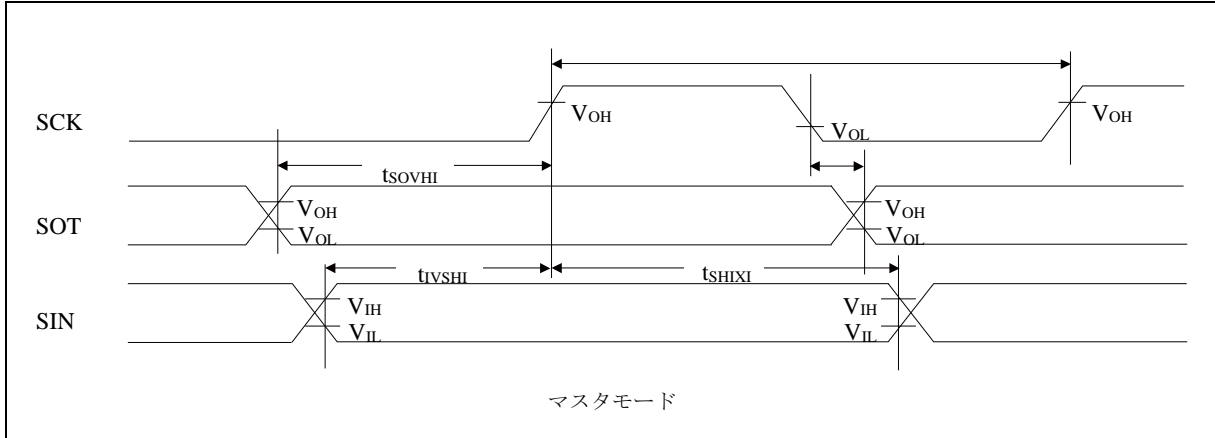 SCK
VOH
VOL
VOH
tSOVHI
SOT
VOH
VOL
VOH
VOL
tIVSHI
tSHIXI
SIN
VIH
VIL
VIH
VIL
マスタモード